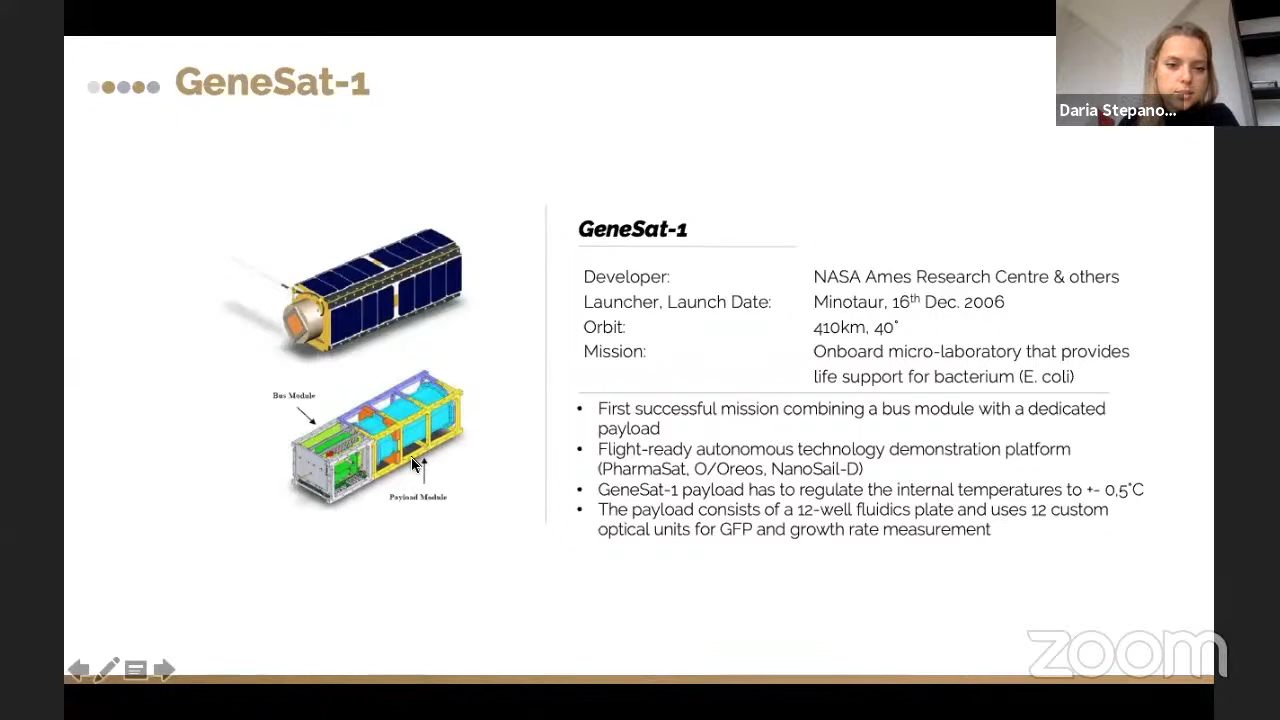 GeneSat-1
Daria Stepano...
GeneSat-1
Developer: NASA Ames Research Centre & others
Launcher, Launch Date: Minotaur, 16th Dec. 2006
Orbit: 410km, 40°
Mission: Onboard micro-laboratory that provides
life support for bacterium (E. coli)
• First successful mission combining a bus module with a dedicated
payload
• Flight-ready autonomous technology demonstration platform
(PharmaSat, O/Oreos, NanoSail-D)
• GeneSat-1 payload has to regulate the internal temperatures to +- 0,5°C
• The payload consists of a 12-well fluidics plate and uses 12 custom
optical units for GFP and growth rate measurement
Bus Module
Payload Module
zoom